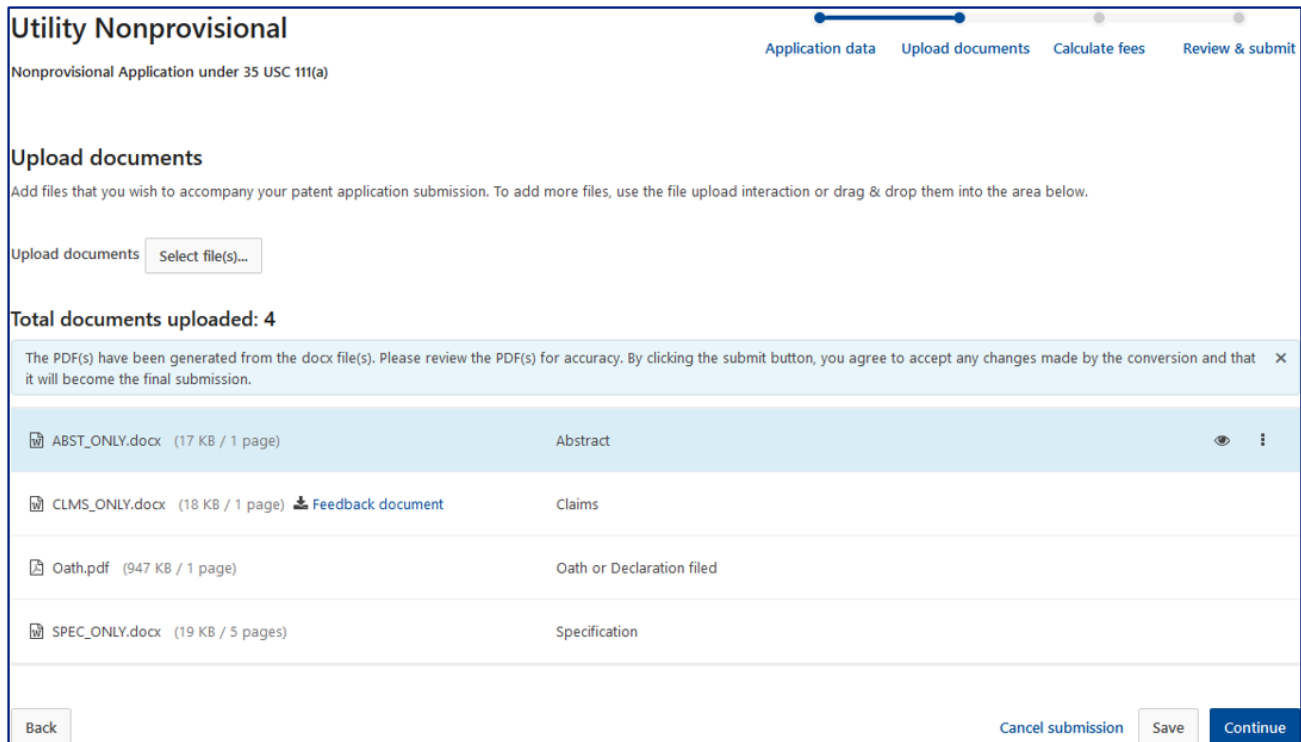 Utility Nonprovisional
Nonprovisional Application under 35 USC 111(a)
Application data
Upload documents
Calculate fees
Review & submit
Upload documents
Add files that you wish to accompany your patent application submission. To add more files, use the file upload interaction or drag & drop them into the area below.
Upload documents Select file(s)...
Total documents uploaded: 4
The PDF(s) have been generated from the docx file(s). Please review the PDF(s) for accuracy. By clicking the submit button, you agree to accept any changes made by the conversion and that
it will become the final submission.
ABST_ONLY.docx (17 KB / 1 page) Abstract
CLMS_ONLY.docx (18 KB / 1 page) Feedback document Claims
Oath.pdf (947 KB / 1 page) Oath or Declaration filed
SPEC_ONLY.docx (19 KB / 5 pages) Specification
Back Cancel submission Save Continue